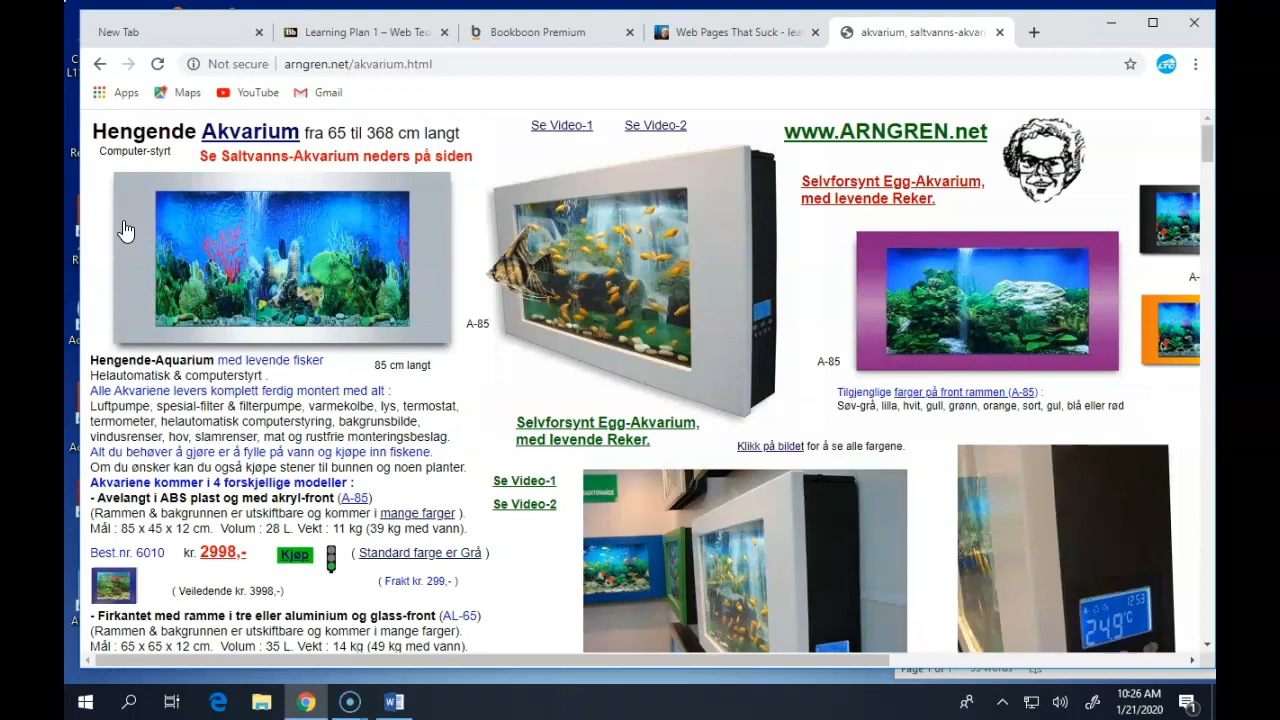 New Tab
Bb Learning Plan 1 – Web Tec
Bookboon Premium
Web Pages That Suck - lea
akvarium, saltvanns-akvari
Not secure arngren.net/akvarium.html
LTC
Apps Maps YouTube Gmail
Hengende Akvarium fra 65 til 368 cm langt
Computer-styrt
Se Saltvanns-Akvarium neders på siden
Se Video-1 Se Video-2
www.ARNGREN.net
Selvforsynt Egg-Akvarium,
med levende Reker.
A-85
A-85
A-
Hengende-Aquarium med levende fisker
85 cm langt
Helautomatisk & computerstyrt .
Alle Akvariene levers komplett ferdig montert med alt :
Luftpumpe, spesial-filter & filterpumpe, varmekolbe, lys, termostat,
termometer, helautomatisk computerstyring, bakgrunsbilde,
vindusrenser, hov, slamrenser, mat og rustfrie monteringsbeslag.
Alt du behøver å gjøre er å fylle på vann og kjøpe inn fiskene.
Om du ønsker kan du også kjøpe stener til bunnen og noen planter.
Akvariene kommer i 4 forskjellige modeller :
- Avelangt i ABS plast og med akryl-front (A-85)
(Rammen & bakgrunnen er utskiftbare og kommer i mange farger ).
Mål : 85 x 45 x 12 cm. Volum : 28 L. Vekt : 11 kg (39 kg med vann).
Best.nr. 6010 kr. 2998,- Kjøp ( Standard farge er Grå )
( Frakt kr. 299,- )
( Veiledende kr. 3998,-)
- Firkantet med ramme i tre eller aluminium og glass-front (AL-65)
(Rammen & bakgrunnen er utskiftbare og kommer i mange farger).
Mål : 65 x 65 x 12 cm. Volum : 35 L. Vekt : 14 kg (49 kg med vann).
Selvforsynt Egg-Akvarium,
med levende Reker.
Se Video-1
Se Video-2
Tilgjenglige farger på front rammen (A-85) :
Søv-grå, lilla, hvit, gull, grønn, orange, sort, gul, blå eller rød
Klikk på bildet for å se alle fargene.
MAINTENANCE
12:53
24.9°C
10:26 AM
1/21/2020
1